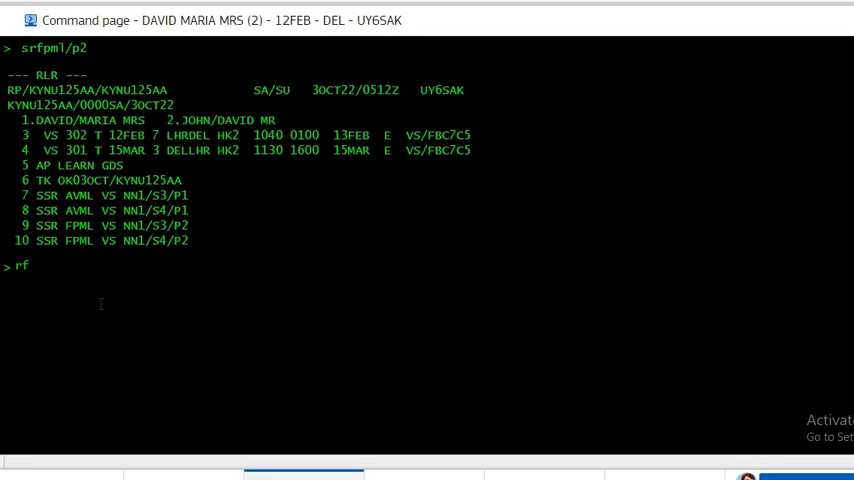 Command page - DAVID MARIA MRS (2) - 12FEB - DEL - UY6SAK
> srfpml/p2
--- RLR ---
RP/KYNU125AA/KYNU125AA SA/SU 3OCT22/0512Z UY6SAK
KYNU125AA/0000SA/3OCT22
1.DAVID/MARIA MRS 2.JOHN/DAVID MR
3 VS 302 T 12FEB 7 LHRDEL HK2 1040 0100 13FEB E VS/FBC7C5
4 VS 301 T 15MAR 3 DELLHR HK2 1130 1600 15MAR E VS/FBC7C5
5 AP LEARN GDS
6 TK OK03OCT/KYNU125AA
7 SSR AVML VS NN1/S3/P1
8 SSR AVML VS NN1/S4/P1
9 SSR FPML VS NN1/S3/P2
10 SSR FPML VS NN1/S4/P2
> rf
Activat
Go to Set